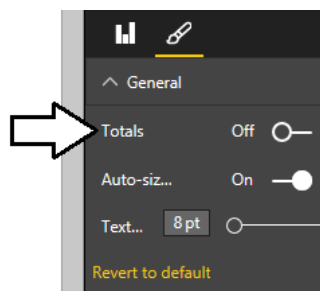 General
Totals Off
Auto-siz... On
Text... 8 pt
Revert to default